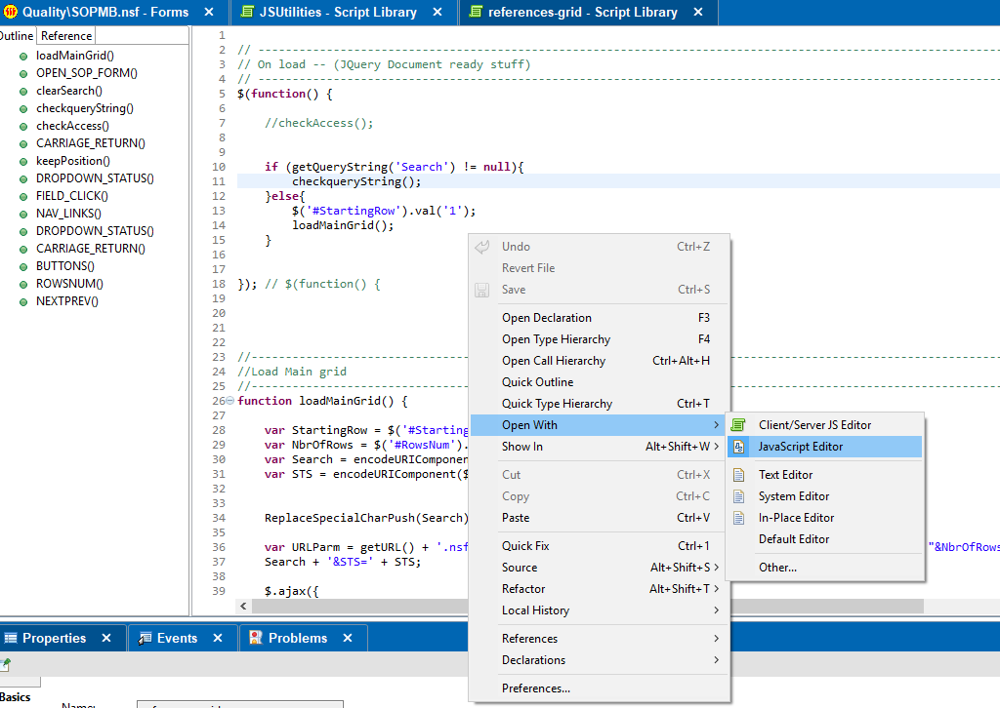 Quality\SOPMB.nsf - Forms
JSUtilities - Script Library
references-grid - Script Library
Outline Reference
loadMainGrid()
OPEN_SOP_FORM()
clearSearch()
checkqueryString()
checkAccess()
CARRIAGE_RETURN()
keepPosition()
DROPDOWN_STATUS()
FIELD_CLICK()
NAV_LINKS()
DROPDOWN_STATUS()
CARRIAGE_RETURN()
BUTTONS()
ROWSNUM()
NEXTPREV()
1
2 // ----------------------------------------------------------------
3 // On load -- (JQuery Document ready stuff)
4 // ----------------------------------------------------------------
5 $(function() {
6
7 //checkAccess();
8
9
10 if (getQueryString('Search') != null){
11 checkqueryString();
12 }else{
13 $('#StartingRow').val('1');
14 loadMainGrid();
15 }
16
17
18 }); // $(function() {
19
20
21
22
23 //----------------------------------------------------------------
24 //Load Main grid
25 //----------------------------------------------------------------
26 function loadMainGrid() {
27
28 var StartingRow = $('#Starting
29 var NbrOfRows = $('#RowsNum').
30 var Search = encodeURIComponen
31 var STS = encodeURIComponent($
32
33
34 ReplaceSpecialCharPush(Search)
35
36 var URLParm = getURL() + '.nsf "&NbrOfRows
37 Search + '&STS=' + STS;
38
39 $.ajax({
Undo Ctrl+Z
Revert File
Save Ctrl+S
Open Declaration F3
Open Type Hierarchy F4
Open Call Hierarchy Ctrl+Alt+H
Quick Outline
Quick Type Hierarchy Ctrl+T
Open With
Show In Alt+Shift+W
Cut Ctrl+X
Copy Ctrl+C
Paste Ctrl+V
Quick Fix Ctrl+1
Source Alt+Shift+S
Refactor Alt+Shift+T
Local History
References
Declarations
Preferences...
Client/Server JS Editor
JavaScript Editor
Text Editor
System Editor
In-Place Editor
Default Editor
Other...
Properties
Events
Problems
Basics
Name: